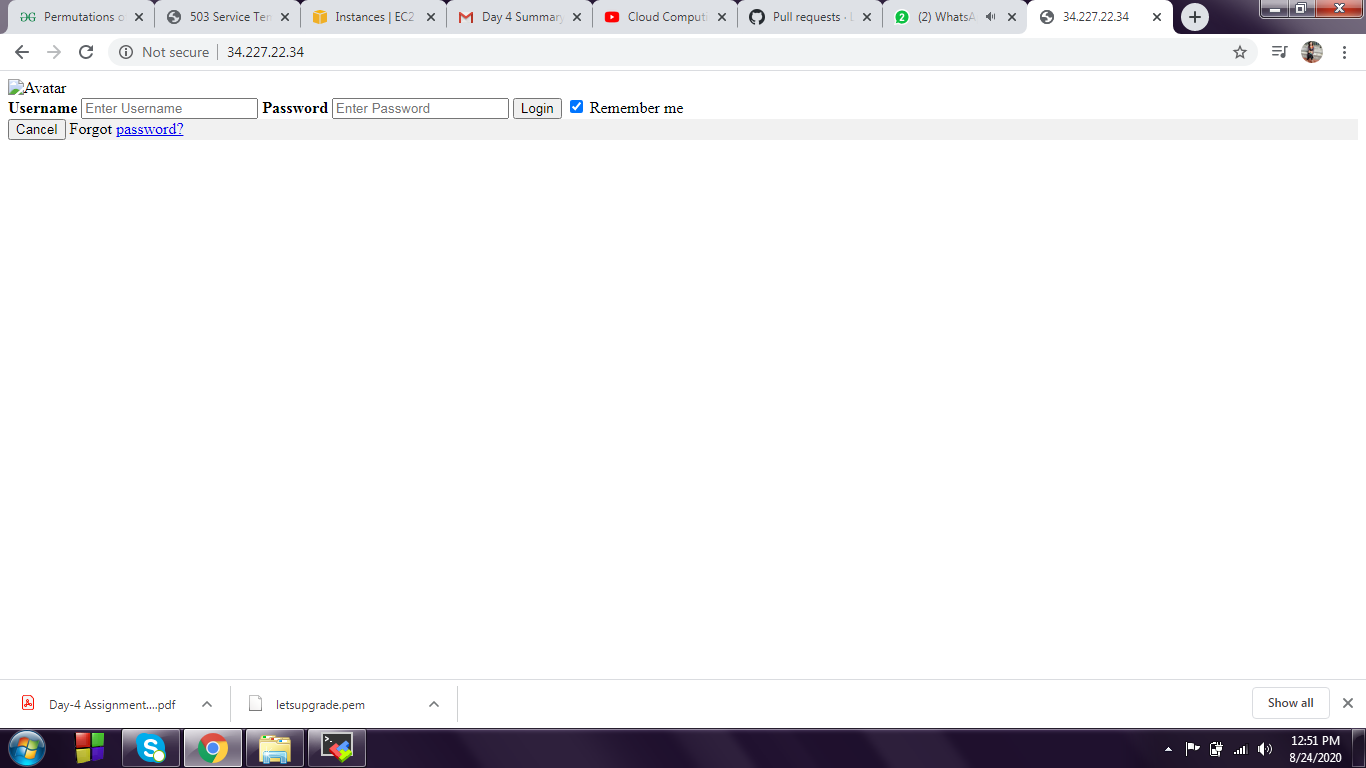 Permutations o
503 Service Ten
Instances | EC2
Day 4 Summary
Cloud Computi
Pull requests ·
(2) WhatsA
34.227.22.34
Not secure
34.227.22.34
Avatar
Username Enter Username Password Enter Password Login Remember me
Cancel Forgot password?
Day-4 Assignment....pdf
letsupgrade.pem
Show all
12:51 PM
8/24/2020